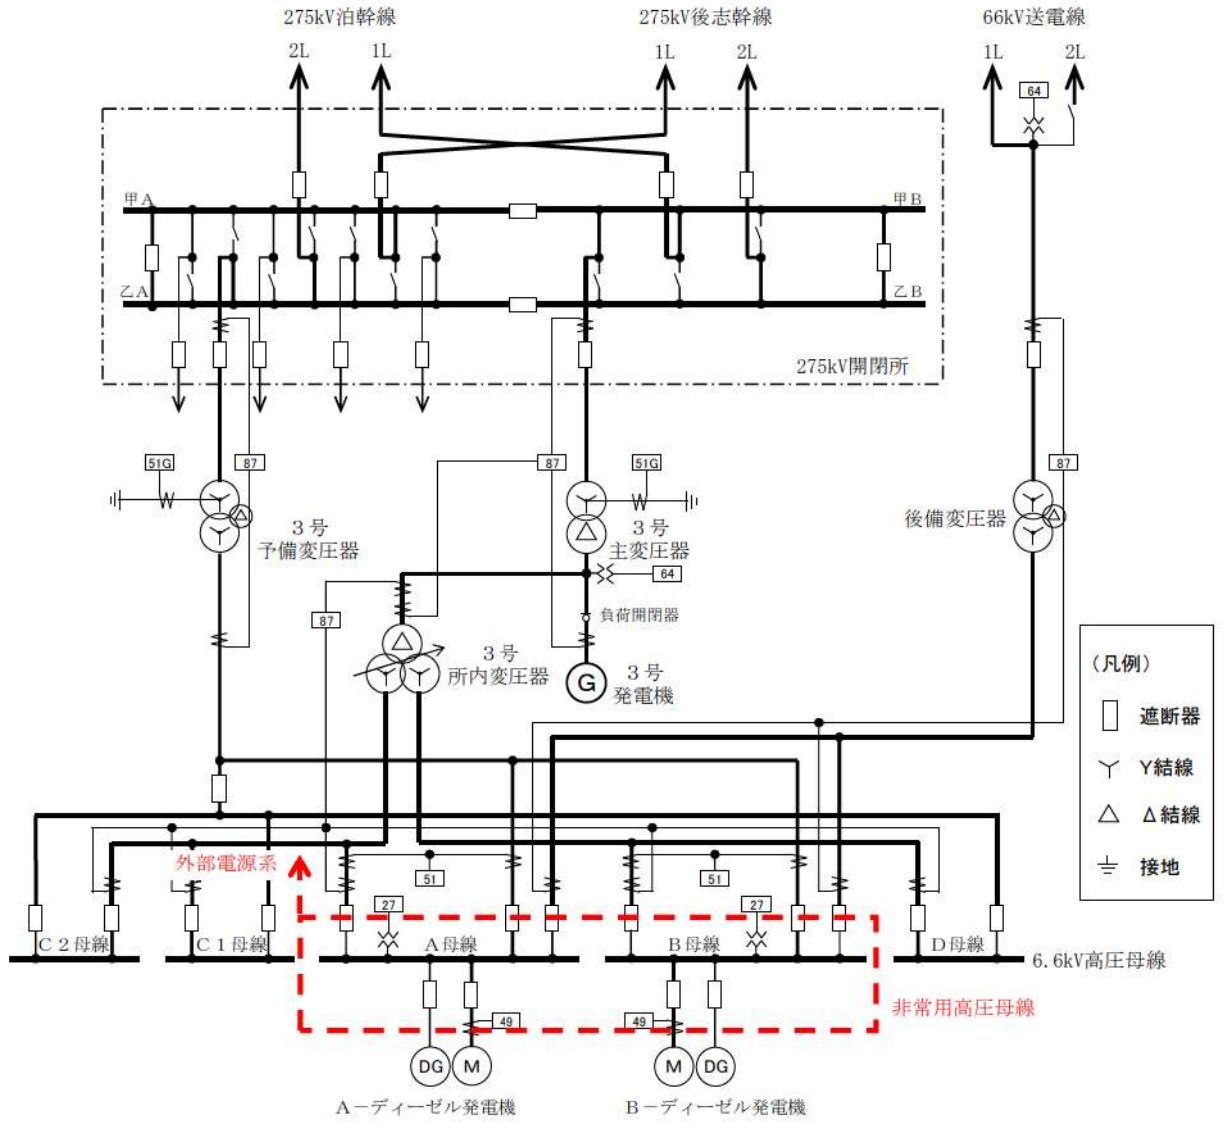 275kV泊幹線
275kV後志幹線
66kV送電線
2L
1L
1L
2L
1L
2L
64
甲A
甲B
乙A
乙B
275kV開閉所
51G
87
87
51G
87
3号
予備変圧器
3号
主変圧器
後備変圧器
64
負荷開閉器
87
3号
所内変圧器
G
3号
発電機
(凡例)
遮断器
Y結線
Δ結線
接地
外部電源系
51
51
27
27
C2母線
C1母線
A母線
B母線
D母線
6.6kV高圧母線
非常用高圧母線
49
49
DG
M
M
DG
A－ディーゼル発電機
B－ディーゼル発電機